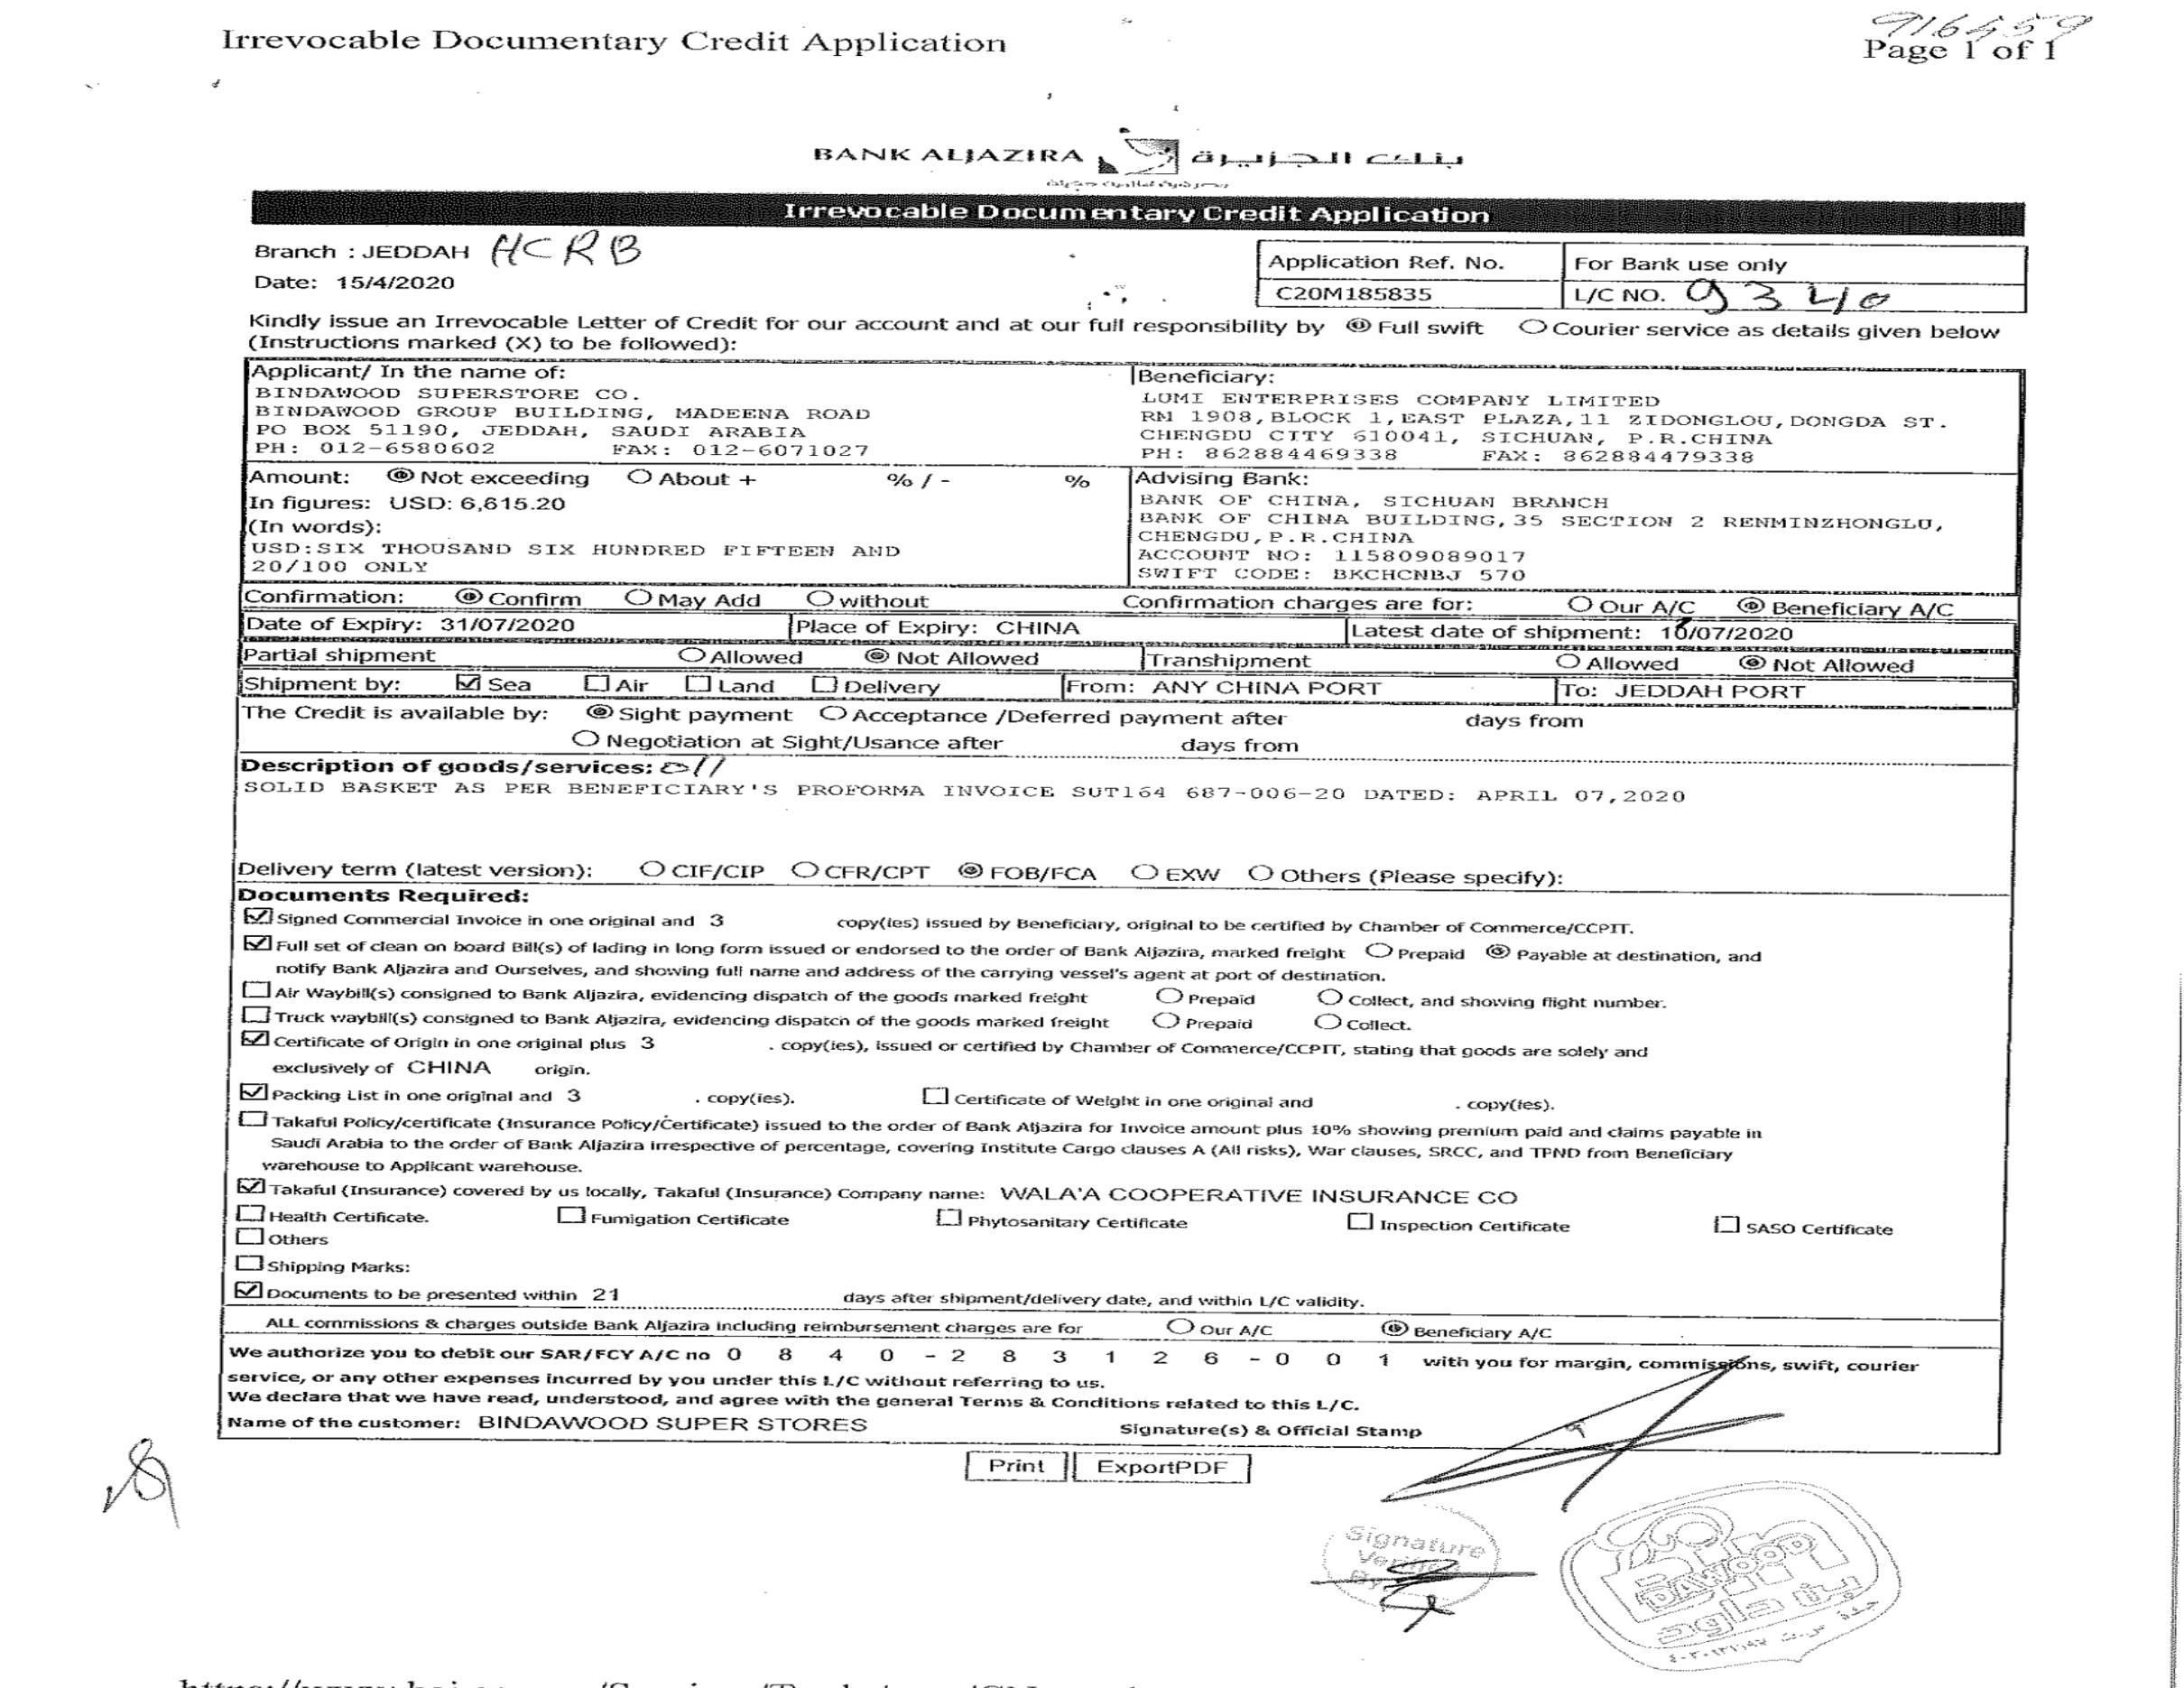 Irrevocable Documentary Credit Application
Page 1 of 1
BANK ALJAZIRA بنك الجزيرة
Irrevocable Documentary Credit Application
Branch : JEDDAH HCRB
Date: 15/4/2020
Application Ref. No. For Bank use only
C20M185835 L/C NO. 9340
Kindly issue an Irrevocable Letter of Credit for our account and at our full responsibility by Full swift Courier service as details given below
(Instructions marked (X) to be followed):
Applicant/ In the name of:
BINDAWOOD SUPERSTORE CO.
BINDAWOOD GROUP BUILDING, MADEENA ROAD
PO BOX 51190, JEDDAH, SAUDI ARABIA
PH: 012-6580602 FAX: 012-6071027
Beneficiary:
LUMI ENTERPRISES COMPANY LIMITED
RM 1908,BLOCK 1,EAST PLAZA,11 ZIDONGLOU,DONGDA ST.
CHENGDU CITY 610041, SICHUAN, P.R.CHINA
PH: 862884469338 FAX: 862884479338
Amount: Not exceeding About + % / - %
In figures: USD: 6,615.20
(In words):
USD:SIX THOUSAND SIX HUNDRED FIFTEEN AND
20/100 ONLY
Advising Bank:
BANK OF CHINA, SICHUAN BRANCH
BANK OF CHINA BUILDING,35 SECTION 2 RENMINZHONGLU,
CHENGDU,P.R.CHINA
ACCOUNT NO: 115809089017
SWIFT CODE: BKCHCNBJ 570
Confirmation: Confirm May Add without Confirmation charges are for: Our A/C Beneficiary A/C
Date of Expiry: 31/07/2020 Place of Expiry: CHINA Latest date of shipment: 10/07/2020
Partial shipment Allowed Not Allowed Transhipment Allowed Not Allowed
Shipment by: Sea Air Land Delivery From: ANY CHINA PORT To: JEDDAH PORT
The Credit is available by: Sight payment Acceptance /Deferred payment after days from
Negotiation at Sight/Usance after days from
Description of goods/services:
SOLID BASKET AS PER BENEFICIARY'S PROFORMA INVOICE SUT164 687-006-20 DATED: APRIL 07,2020
Delivery term (latest version): CIF/CIP CFR/CPT FOB/FCA EXW Others (Please specify):
Documents Required:
Signed Commercial Invoice in one original and 3 copy(ies) issued by Beneficiary, original to be certified by Chamber of Commerce/CCPIT.
Full set of clean on board Bill(s) of lading in long form issued or endorsed to the order of Bank Aljazira, marked freight Prepaid Payable at destination, and
notify Bank Aljazira and Ourselves, and showing full name and address of the carrying vessel's agent at port of destination.
Air Waybill(s) consigned to Bank Aljazira, evidencing dispatch of the goods marked freight Prepaid Collect, and showing flight number.
Truck waybill(s) consigned to Bank Aljazira, evidencing dispatch of the goods marked freight Prepaid Collect.
Certificate of Origin in one original plus 3 . copy(ies), issued or certified by Chamber of Commerce/CCPIT, stating that goods are solely and
exclusively of CHINA origin.
Packing List in one original and 3 . copy(ies). Certificate of Weight in one original and . copy(ies).
Takaful Policy/certificate (Insurance Policy/Certificate) issued to the order of Bank Aljazira for Invoice amount plus 10% showing premium paid and claims payable in
Saudi Arabia to the order of Bank Aljazira irrespective of percentage, covering Institute Cargo clauses A (All risks), War clauses, SRCC, and TPND from Beneficiary
warehouse to Applicant warehouse.
Takaful (Insurance) covered by us locally, Takaful (Insurance) Company name: WALA'A COOPERATIVE INSURANCE CO
Health Certificate. Fumigation Certificate Phytosanitary Certificate Inspection Certificate SASO Certificate
Others
Shipping Marks:
Documents to be presented within 21 days after shipment/delivery date, and within L/C validity.
ALL commissions & charges outside Bank Aljazira including reimbursement charges are for Our A/C Beneficiary A/C
We authorize you to debit our SAR/FCY A/C no 0 8 4 0 - 2 8 3 1 2 6 - 0 0 1 with you for margin, commissions, swift, courier
service, or any other expenses incurred by you under this L/C without referring to us.
We declare that we have read, understood, and agree with the general Terms & Conditions related to this L/C.
Name of the customer: BINDAWOOD SUPER STORES Signature(s) & Official Stamp
Print ExportPDF
Signature
Verified
By
DAWOOD
بن داود
جدة